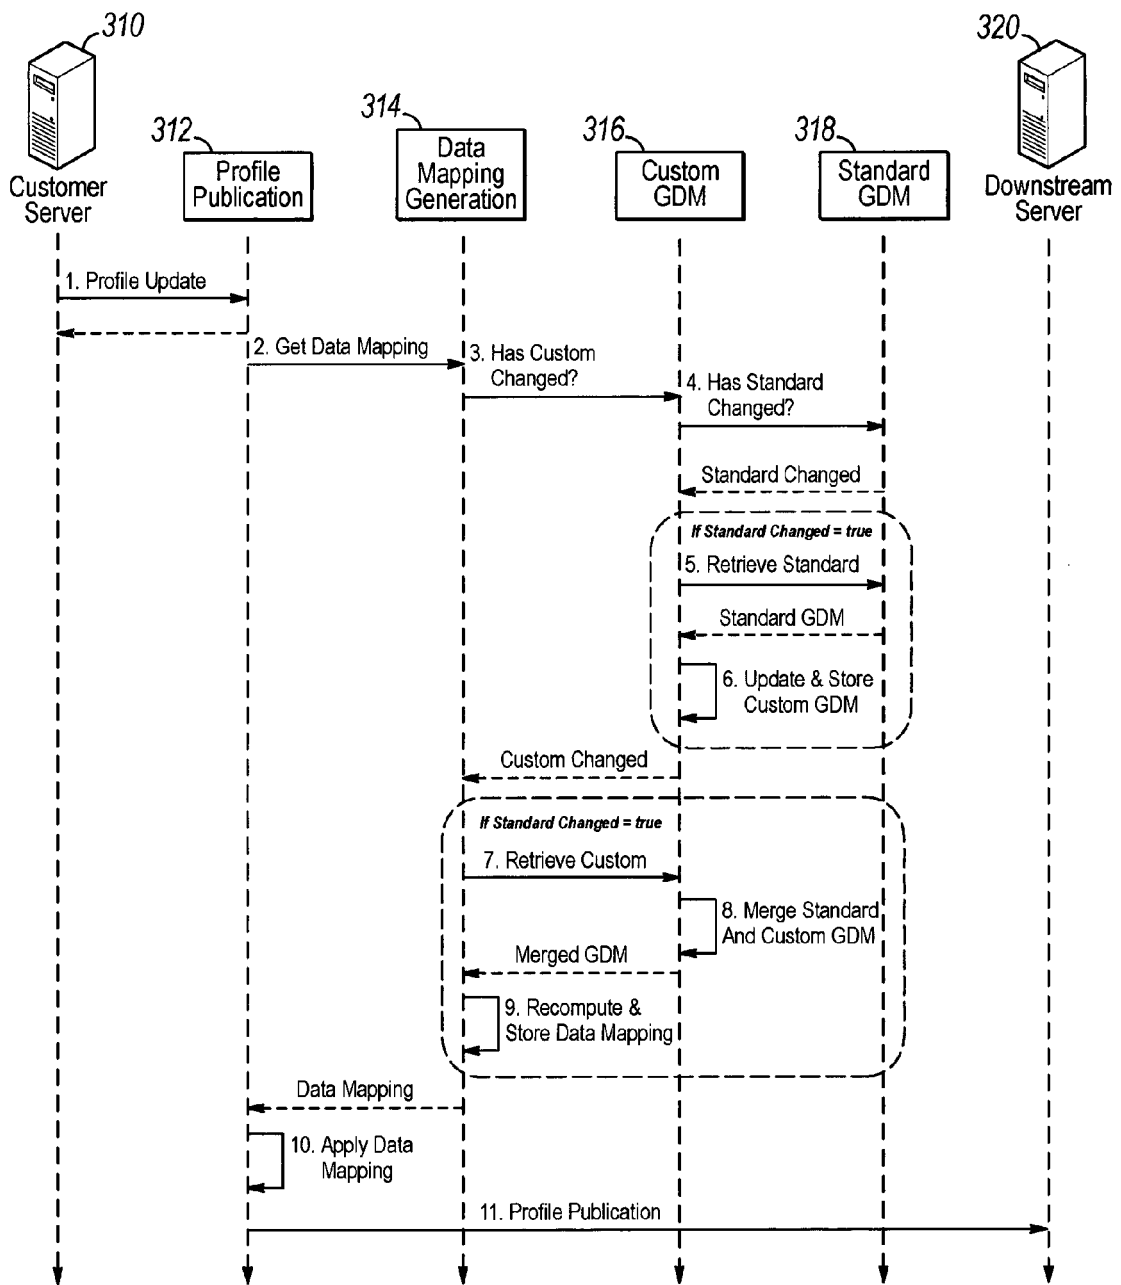 310
320
312
314
316
318
Customer
Server
Profile
Publication
Data
Mapping
Generation
Custom
GDM
Standard
GDM
Downstream
Server
1. Profile Update
2. Get Data Mapping
3. Has Custom
Changed?
4. Has Standard
Changed?
Standard Changed
If Standard Changed = true
5. Retrieve Standard
Standard GDM
6. Update & Store
Custom GDM
Custom Changed
If Standard Changed = true
7. Retrieve Custom
8. Merge Standard
And Custom GDM
Merged GDM
9. Recompute &
Store Data Mapping
Data Mapping
10. Apply Data
Mapping
11. Profile Publication